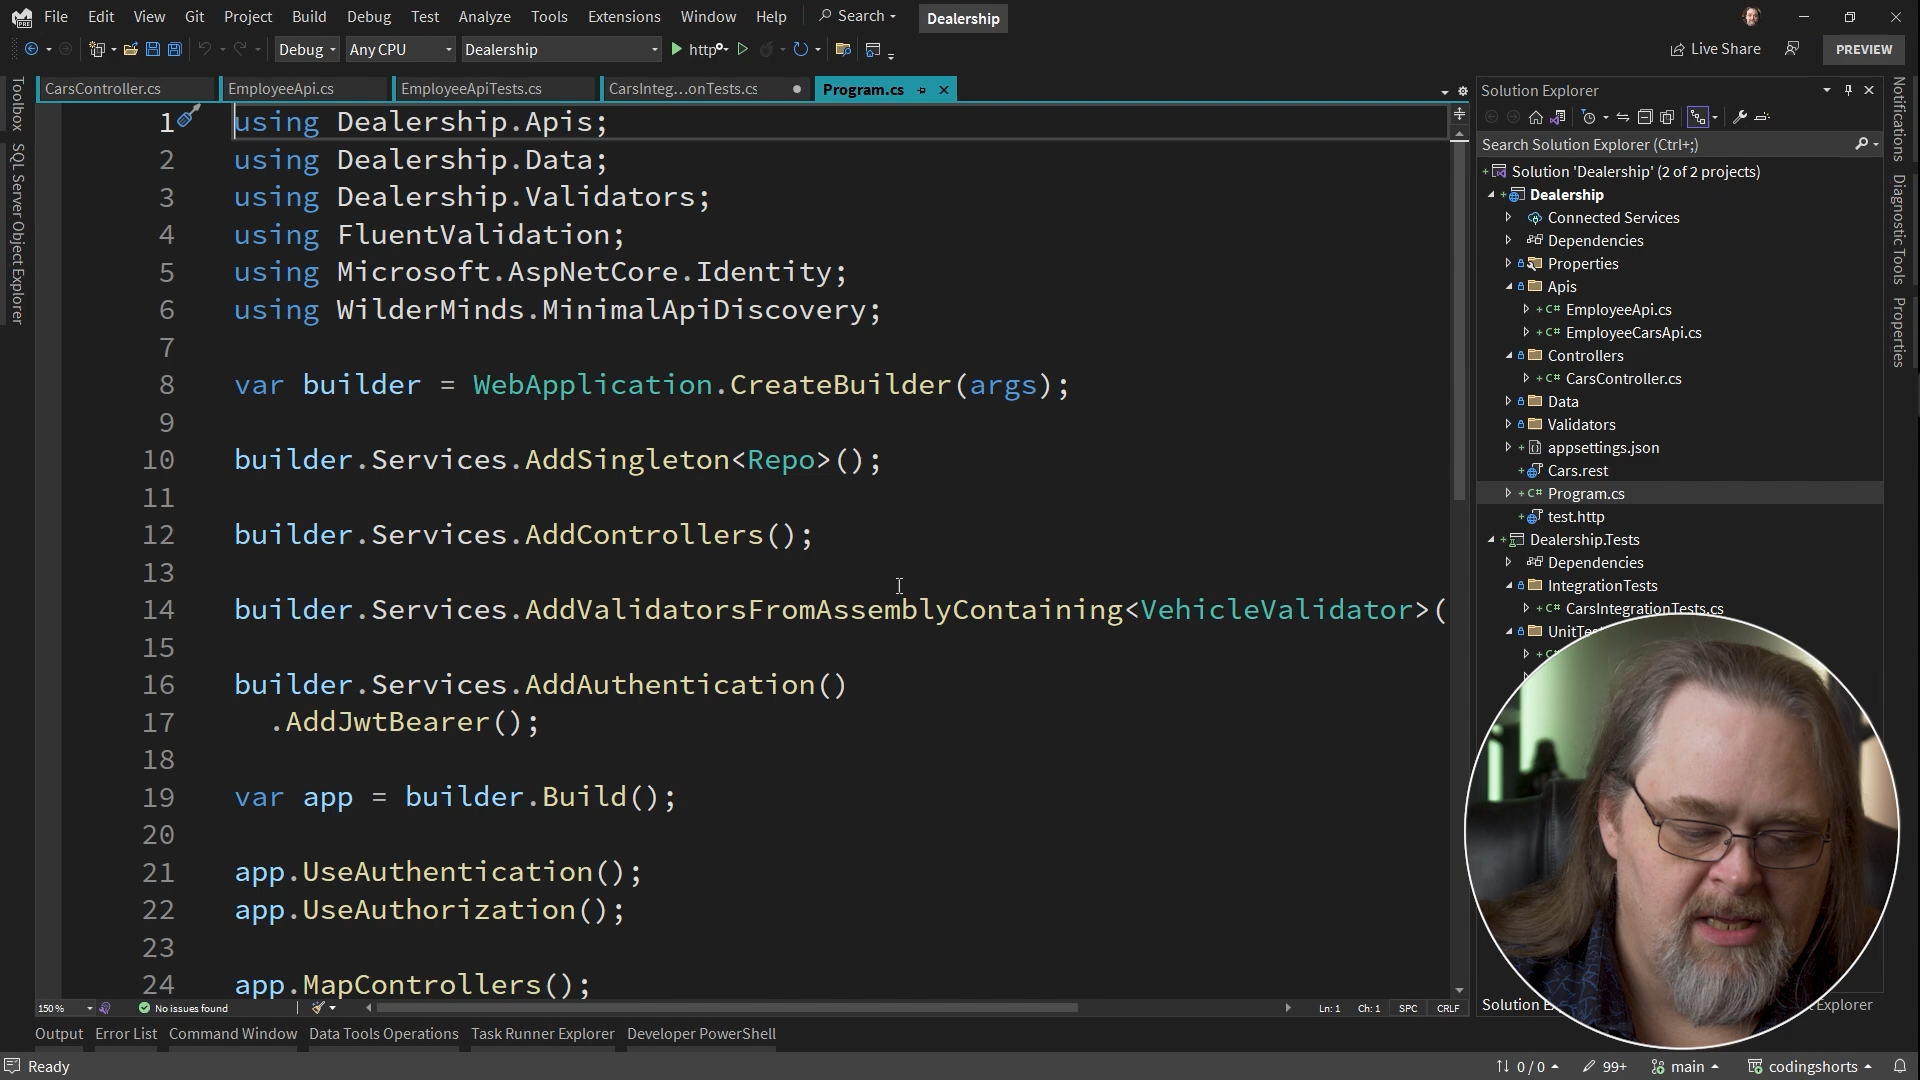 File Edit View Git Project Build Debug Test Analyze Tools Extensions Window Help Search Dealership
Debug Any CPU Dealership http Live Share PREVIEW
CarsController.cs EmployeeApi.cs EmployeeApiTests.cs CarsInteg...onTests.cs Program.cs
Toolbox
SQL Server Object Explorer
1 using Dealership.Apis;
2 using Dealership.Data;
3 using Dealership.Validators;
4 using FluentValidation;
5 using Microsoft.AspNetCore.Identity;
6 using WilderMinds.MinimalApiDiscovery;
7
8 var builder = WebApplication.CreateBuilder(args);
9
10 builder.Services.AddSingleton<Repo>();
11
12 builder.Services.AddControllers();
13
14 builder.Services.AddValidatorsFromAssemblyContaining<VehicleValidator>(
15
16 builder.Services.AddAuthentication()
17 .AddJwtBearer();
18
19 var app = builder.Build();
20
21 app.UseAuthentication();
22 app.UseAuthorization();
23
24 app.MapControllers();
150 % No issues found Ln: 1 Ch: 1 SPC CRLF
Solution Explorer
Search Solution Explorer (Ctrl+;)
Solution 'Dealership' (2 of 2 projects)
Dealership
Connected Services
Dependencies
Properties
Apis
C# EmployeeApi.cs
C# EmployeeCarsApi.cs
Controllers
C# CarsController.cs
Data
Validators
appsettings.json
Cars.rest
C# Program.cs
test.http
Dealership.Tests
Dependencies
IntegrationTests
C# CarsIntegrationTests.cs
Notifications
Diagnostic Tools
Properties
Output Error List Command Window Data Tools Operations Task Runner Explorer Developer PowerShell
Ready 0 / 0 99+ main codingshorts